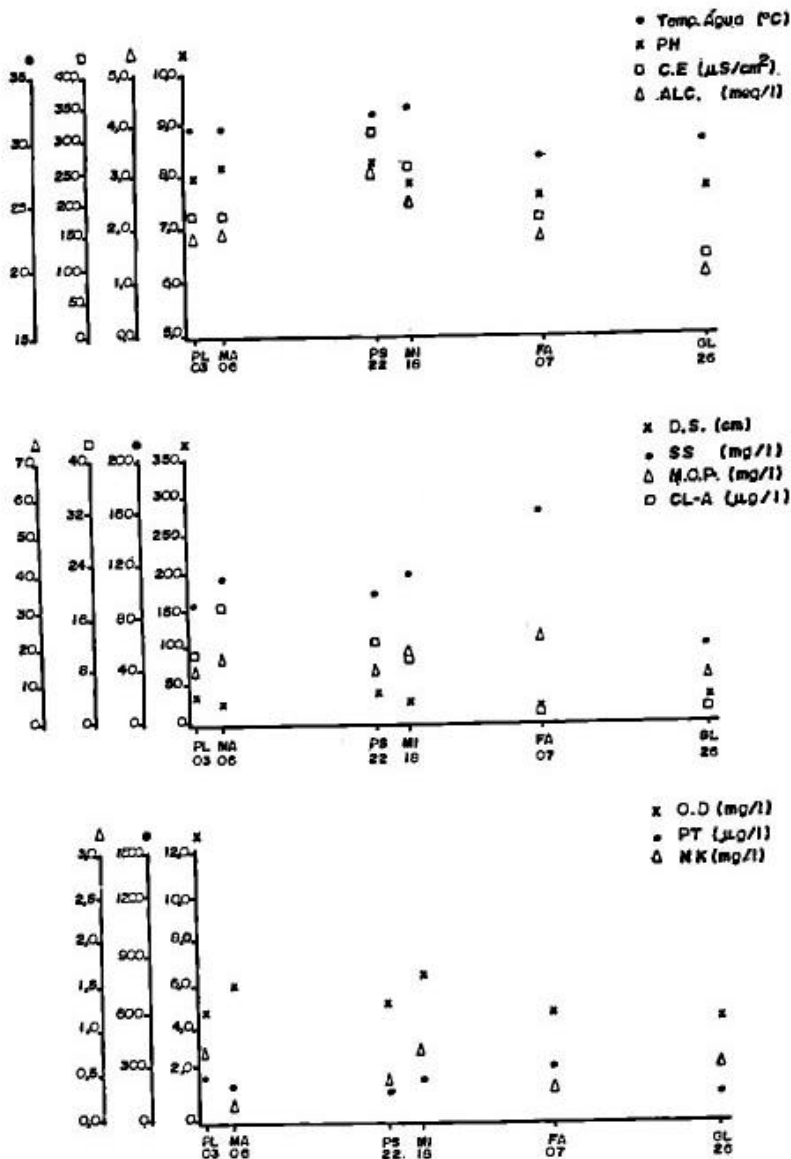 • Temp. Água (ºC)
x PH
□ C.E (µS/cm²).
△ .ALC. (meq/l)
• □ △ x
35 400 5,0 10,0
350
30 300 4,0 9,0
250
25 200 3,0 8,0
150
20 100 2,0 7,0
50 1,0 6,0
15 0 0,0 5,0
PL MA PS MI FA GL
03 06 22 18 07 26
x D.S. (cm)
• SS (mg/l)
△ M.O.P. (mg/l)
□ CL-A (µg/l)
△ □ • x
70 40 200 350
60 32 160 300
50 250
40 24 120 200
30 16 80 150
20 100
10 8 40 50
0 0 0 0
PL MA PS MI FA GL
03 06 22 18 07 26
x O.D (mg/l)
• PT (µg/l)
△ NK (mg/l)
△ • x
3,0 12,0
2,5 1200 10,0
2,0 900 8,0
1,5 600 6,0
1,0 4,0
0,5 300 2,0
0,0 0 0
PL MA PS MI FA GL
03 06 22. 18 07 26